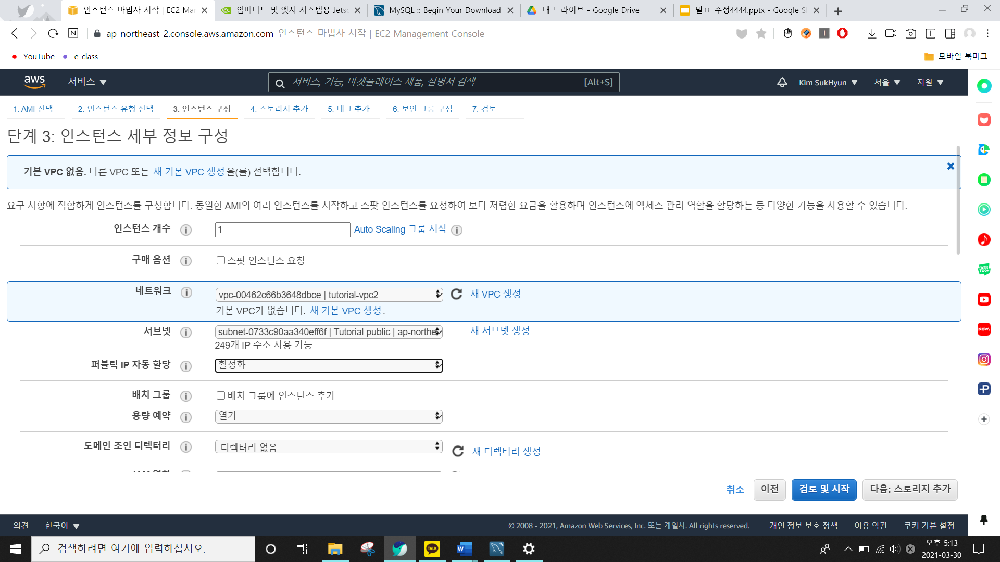 인스턴스 마법사 시작 | EC2 Ma
임베디드 및 엣지 시스템용 Jetso
MySQL :: Begin Your Download
내 드라이브 - Google Drive
발표_수정4444.pptx - Google Sl
ap-northeast-2.console.aws.amazon.com 인스턴스 마법사 시작 | EC2 Management Console
YouTube
e-class
모바일 북마크
aws
서비스
서비스, 기능, 마켓플레이스 제품, 설명서 검색 [Alt+S]
Kim SukHyun
서울
지원
1. AMI 선택
2. 인스턴스 유형 선택
3. 인스턴스 구성
4. 스토리지 추가
5. 태그 추가
6. 보안 그룹 구성
7. 검토
단계 3: 인스턴스 세부 정보 구성
기본 VPC 없음. 다른 VPC 또는 새 기본 VPC 생성을(를) 선택합니다.
요구 사항에 적합하게 인스턴스를 구성합니다. 동일한 AMI의 여러 인스턴스를 시작하고 스팟 인스턴스를 요청하여 보다 저렴한 요금을 활용하며 인스턴스에 액세스 관리 역할을 할당하는 등 다양한 기능을 사용할 수 있습니다.
인스턴스 개수 1 Auto Scaling 그룹 시작
구매 옵션 스팟 인스턴스 요청
네트워크 vpc-00462c66b3648dbce | tutorial-vpc2 새 VPC 생성
기본 VPC가 없습니다. 새 기본 VPC 생성.
서브넷 subnet-0733c90aa340eff6f | Tutorial public | ap-northe 새 서브넷 생성
249개 IP 주소 사용 가능
퍼블릭 IP 자동 할당 활성화
배치 그룹 배치 그룹에 인스턴스 추가
용량 예약 열기
도메인 조인 디렉터리 디렉터리 없음 새 디렉터리 생성
취소
이전
검토 및 시작
다음: 스토리지 추가
의견
한국어
© 2008 - 2021, Amazon Web Services, Inc. 또는 계열사. All rights reserved.
개인 정보 보호 정책
이용 약관
쿠키 기본 설정
WEB
TOON
NOW.
검색하려면 여기에 입력하십시오.
TALK
오후 5:13
2021-03-30